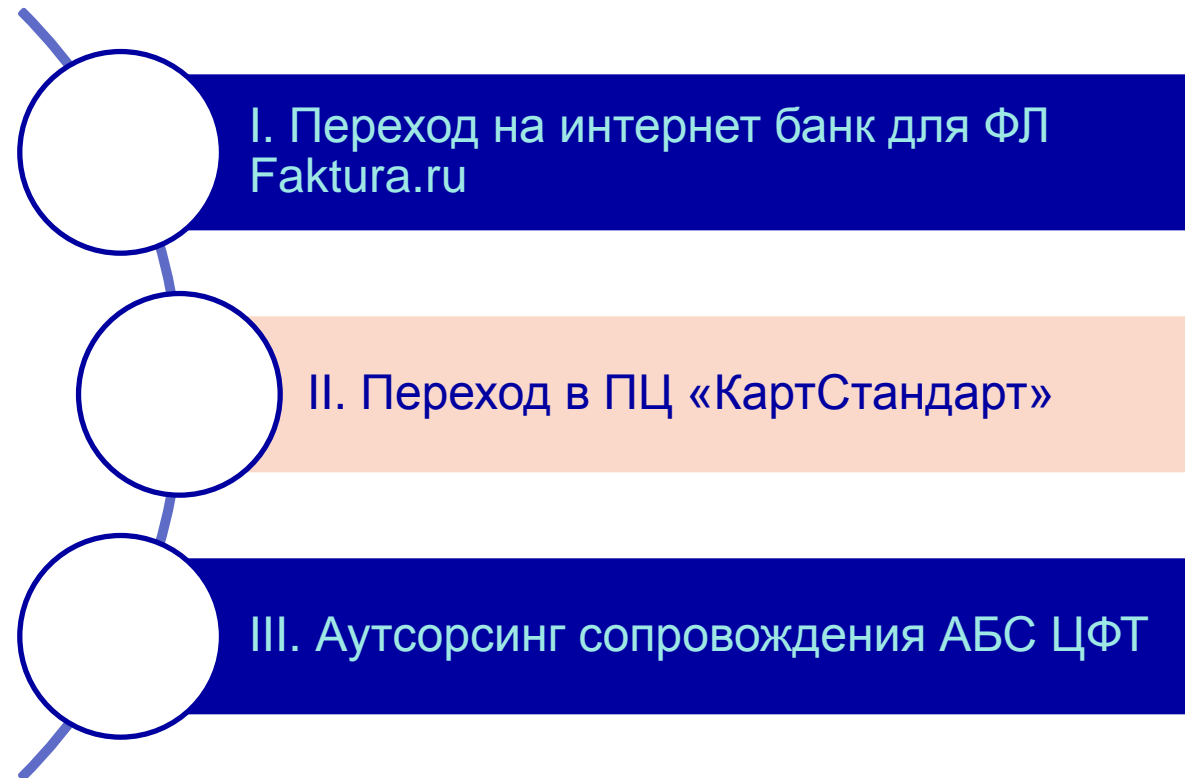 I. Переход на интернет банк для ФЛ
Faktura.ru
II. Переход в ПЦ «КартСтандарт»
III. Аутсорсинг сопровождения АБС ЦФТ